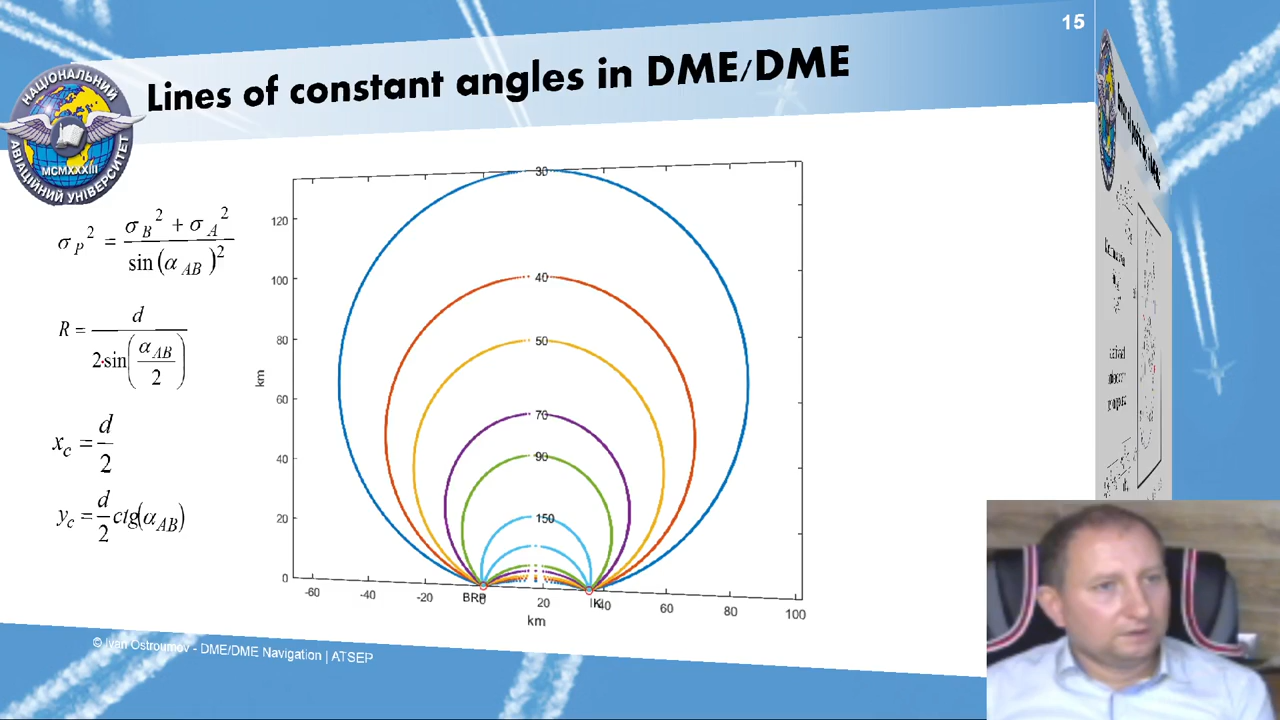 15
Lines of constant angles in DME/DME
НАЦІОНАЛЬНИЙ
АВІАЦІЙНИЙ УНІВЕРСИТЕТ
MCMXXXIII
σ_P² = (σ_B² + σ_A²) / sin(α_AB)²
R = d / (2·sin(α_AB / 2))
x_c = d / 2
y_c = d / 2 ctg(α_AB)
30
40
50
70
90
150
120
100
80
60
40
20
0
km
-60 -40 -20 0 20 40 60 80 100
BRP
IK
km
© Ivan Ostroumov - DME/DME Navigation | ATSEP